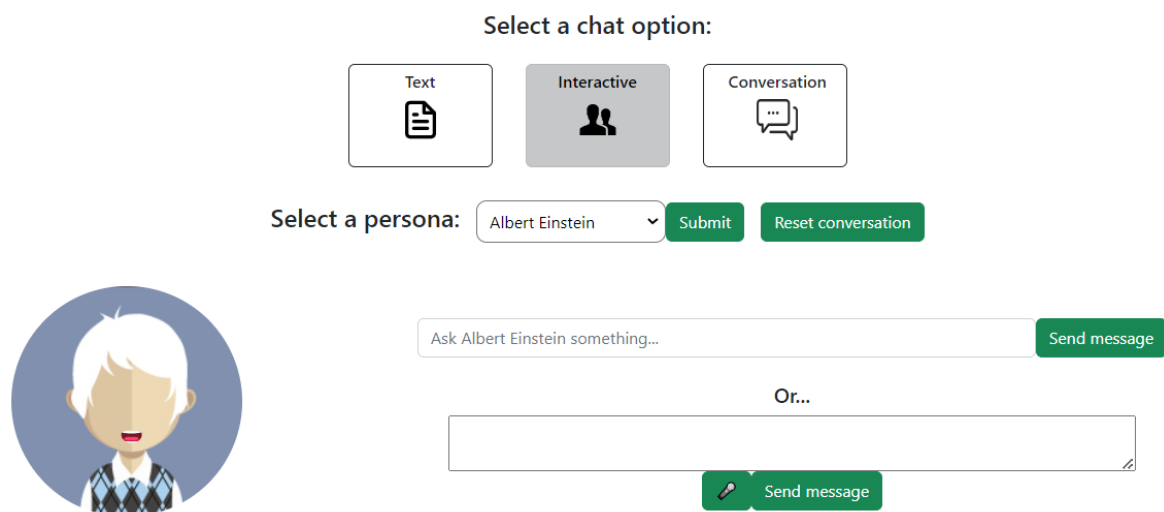 Select a chat option:
Text Interactive Conversation
Select a persona: Albert Einstein Submit Reset conversation
Ask Albert Einstein something... Send message
Or...
Send message